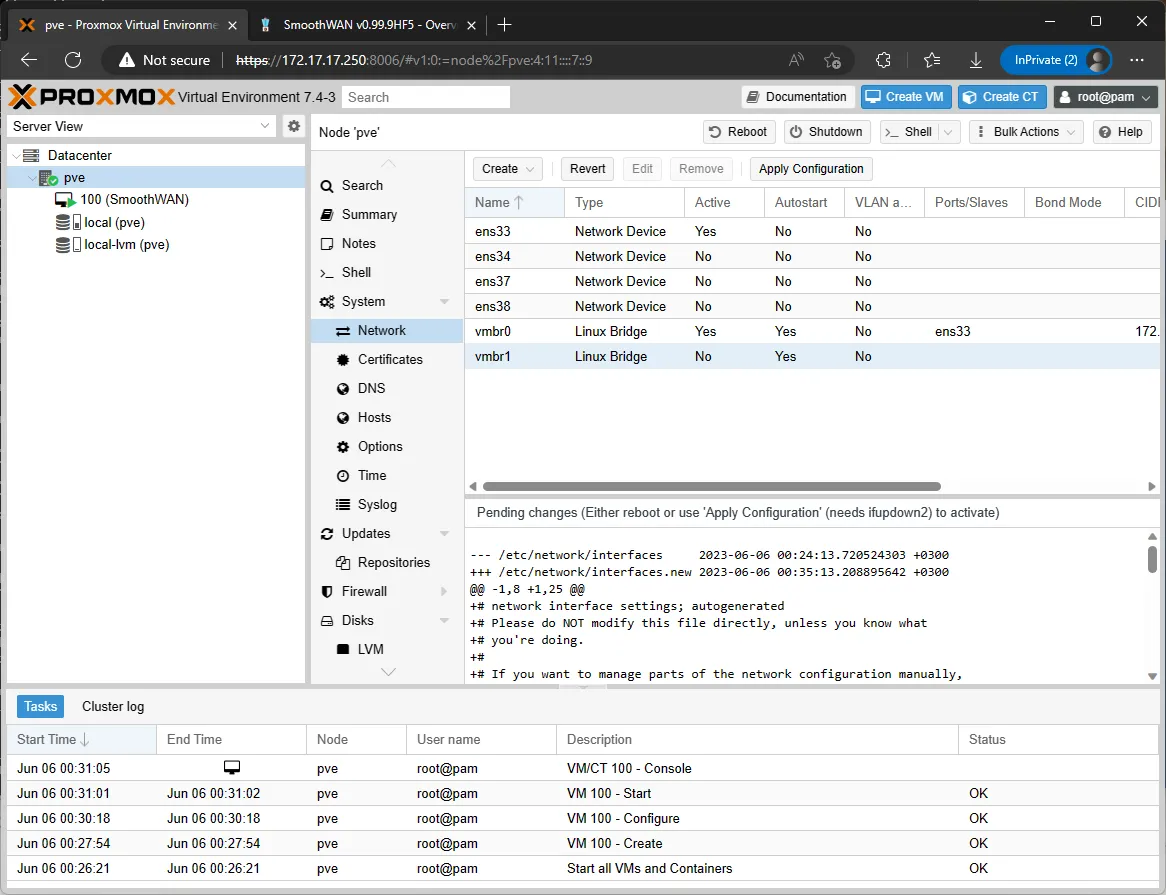 pve - Proxmox Virtual Environme
SmoothWAN v0.99.9HF5 - Overv
Not secure
https://172.17.17.250:8006/#v1:0:=node%2Fpve:4:11::::7::9
InPrivate (2)
PROXMOX Virtual Environment 7.4-3
Search
Documentation
Create VM
Create CT
root@pam
Server View
Node 'pve'
Reboot
Shutdown
Shell
Bulk Actions
Help
Datacenter
pve
100 (SmoothWAN)
local (pve)
local-lvm (pve)
Search
Summary
Notes
Shell
System
Network
Certificates
DNS
Hosts
Options
Time
Syslog
Updates
Repositories
Firewall
Disks
LVM
Create
Revert
Edit
Remove
Apply Configuration
Name Type Active Autostart VLAN a... Ports/Slaves Bond Mode CIDR
ens33 Network Device Yes No No
ens34 Network Device No No No
ens37 Network Device No No No
ens38 Network Device No No No
vmbr0 Linux Bridge Yes Yes No ens33 172.
vmbr1 Linux Bridge No Yes No
Pending changes (Either reboot or use 'Apply Configuration' (needs ifupdown2) to activate)
--- /etc/network/interfaces 2023-06-06 00:24:13.720524303 +0300
+++ /etc/network/interfaces.new 2023-06-06 00:35:13.208895642 +0300
@@ -1,8 +1,25 @@
+# network interface settings; autogenerated
+# Please do NOT modify this file directly, unless you know what
+# you're doing.
+#
+# If you want to manage parts of the network configuration manually,
Tasks
Cluster log
Start Time End Time Node User name Description Status
Jun 06 00:31:05 pve root@pam VM/CT 100 - Console
Jun 06 00:31:01 Jun 06 00:31:02 pve root@pam VM 100 - Start OK
Jun 06 00:30:18 Jun 06 00:30:18 pve root@pam VM 100 - Configure OK
Jun 06 00:27:54 Jun 06 00:27:54 pve root@pam VM 100 - Create OK
Jun 06 00:26:21 Jun 06 00:26:21 pve root@pam Start all VMs and Containers OK